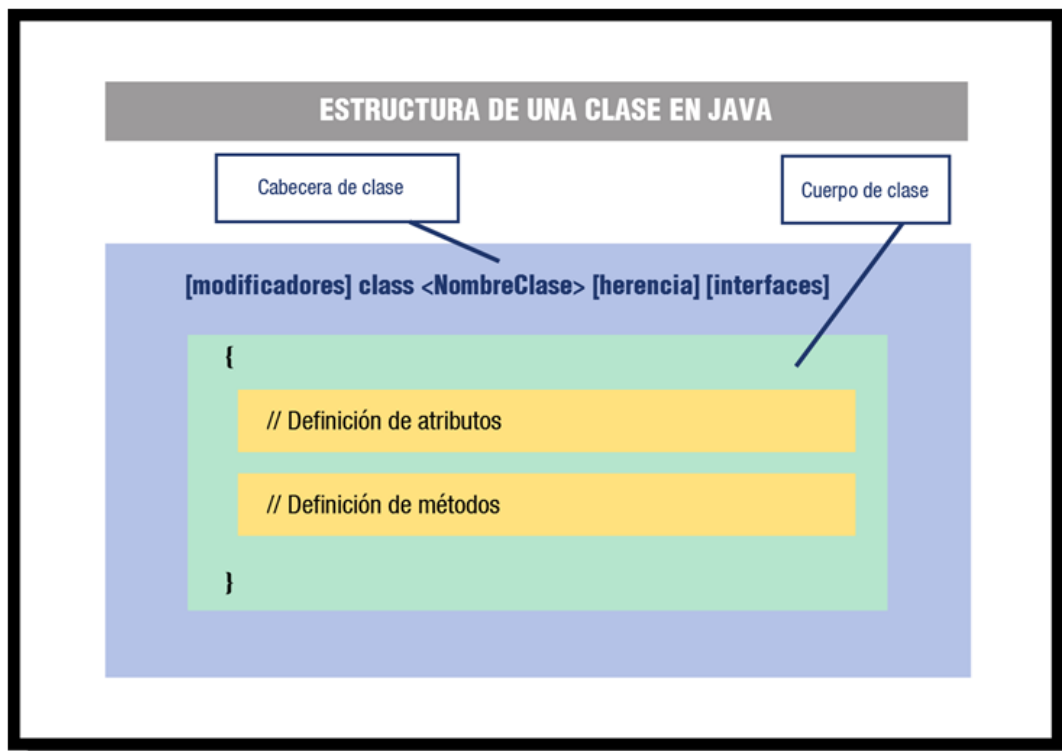 ESTRUCTURA DE UNA CLASE EN JAVA
Cabecera de clase
Cuerpo de clase
[modificadores] class <NombreClase> [herencia] [interfaces]
{
// Definición de atributos
// Definición de métodos
}